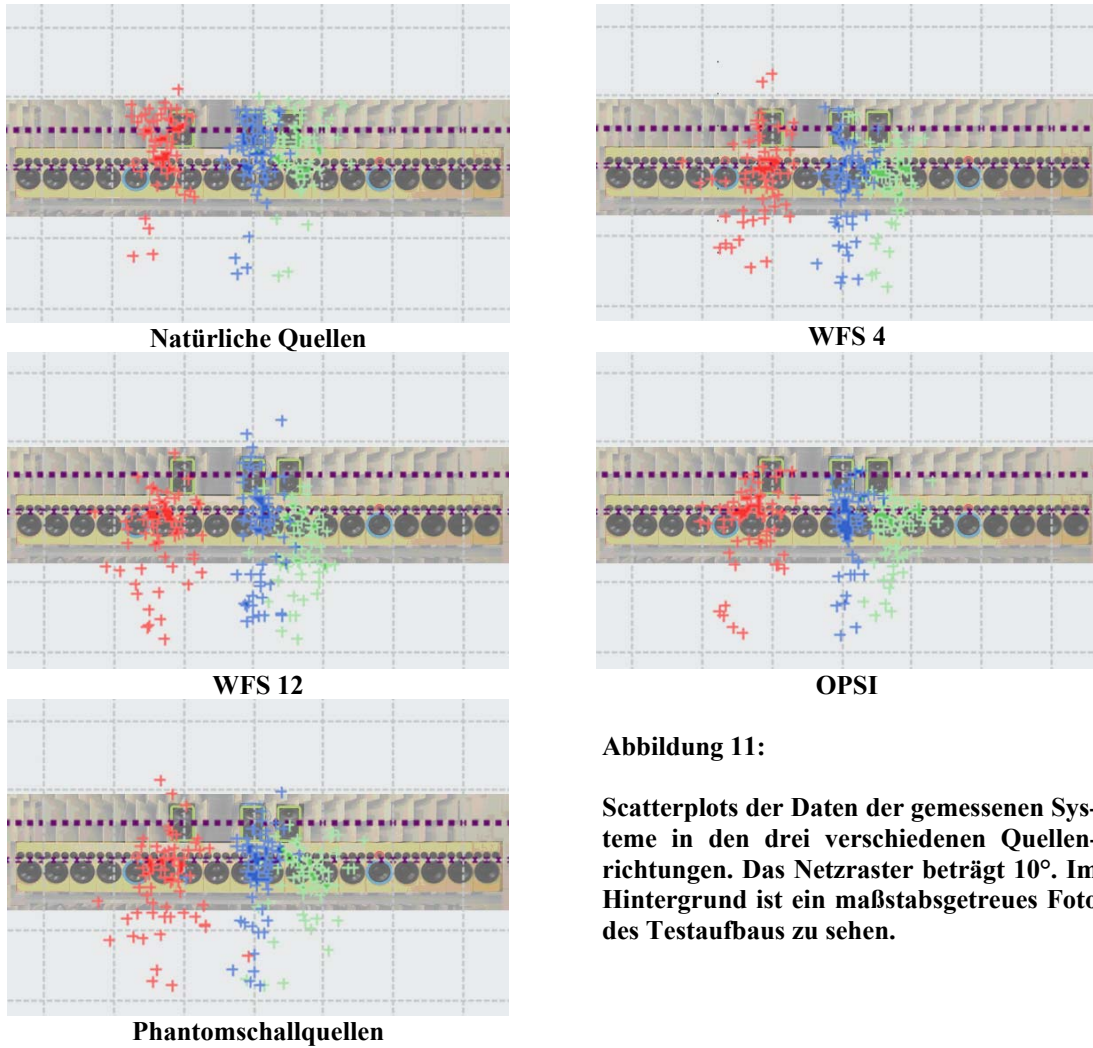 Natürliche Quellen
WFS 4
WFS 12
OPSI
Phantomschallquellen
Abbildung 11:
Scatterplots der Daten der gemessenen Sys-
teme in den drei verschiedenen Quellen-
richtungen. Das Netzraster beträgt 10°. Im
Hintergrund ist ein maßstabsgetreues Foto
des Testaufbaus zu sehen.